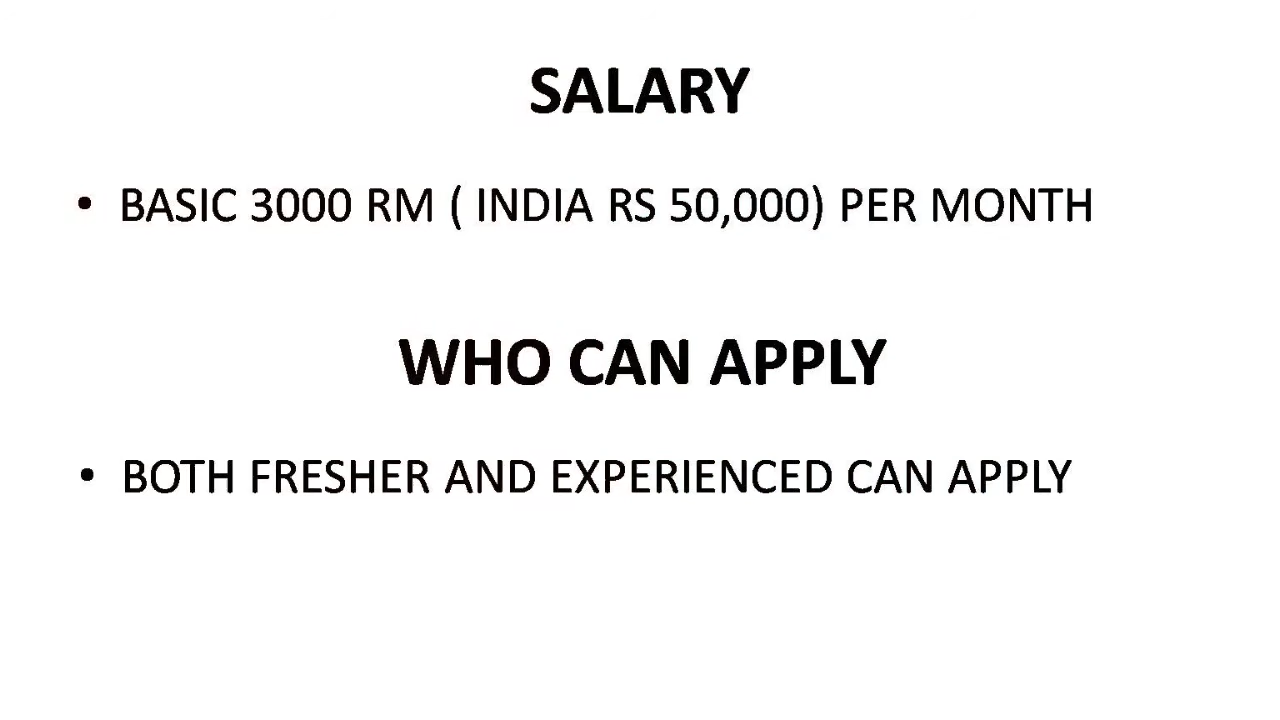 SALARY
• BASIC 3000 RM ( INDIA RS 50,000) PER MONTH
WHO CAN APPLY
• BOTH FRESHER AND EXPERIENCED CAN APPLY